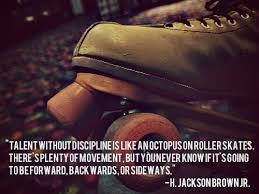 "TALENT WITHOUT DISCIPLINE IS LIKE AN OCTOPUS ON ROLLER SKATES.
THERE'S PLENTY OF MOVEMENT, BUT YOU NEVER KNOW IF IT'S GOING
TO BE FORWARD, BACKWARDS, OR SIDEWAYS."
-H. JACKSON BROWN JR.